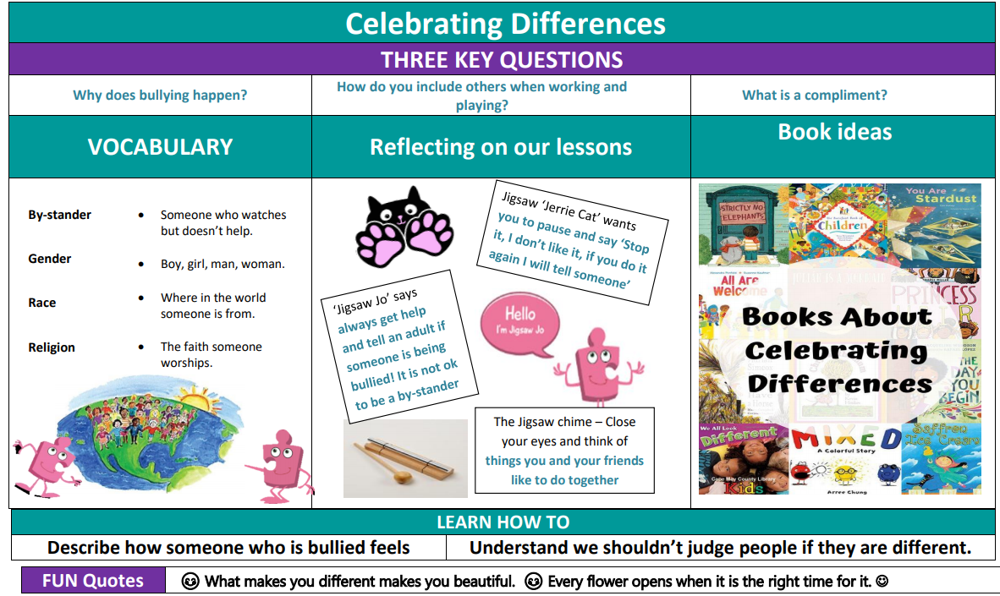 Celebrating Differences
THREE KEY QUESTIONS
Why does bullying happen?
How do you include others when working and
playing?
What is a compliment?
VOCABULARY
Reflecting on our lessons
Book ideas
By-stander
• Someone who watches
but doesn't help.
Gender
• Boy, girl, man, woman.
Race
• Where in the world
someone is from.
Religion
• The faith someone
worships.
Jigsaw 'Jerrie Cat' wants
you to pause and say 'Stop
it, I don't like it, if you do it
again I will tell someone'
'Jigsaw Jo' says
always get help
and tell an adult if
someone is being
bullied! It is not ok
to be a by-stander
Hello
I'm Jigsaw Jo
The Jigsaw chime – Close
your eyes and think of
things you and your friends
like to do together
STRICTLY NO
ELEPHANTS
Children
You Are
Stardust
All Are
Welcome
PRINCESS
Books About
Celebrating
Differences
THE
DAY
YOU
BEGIN
We All Look
Different
Cape May County Library
Kids
MIXED
A Colorful Story
Arree Chung
Saffron
Ice Cream
LEARN HOW TO
Describe how someone who is bullied feels
Understand we shouldn't judge people if they are different.
FUN Quotes
What makes you different makes you beautiful. Every flower opens when it is the right time for it.